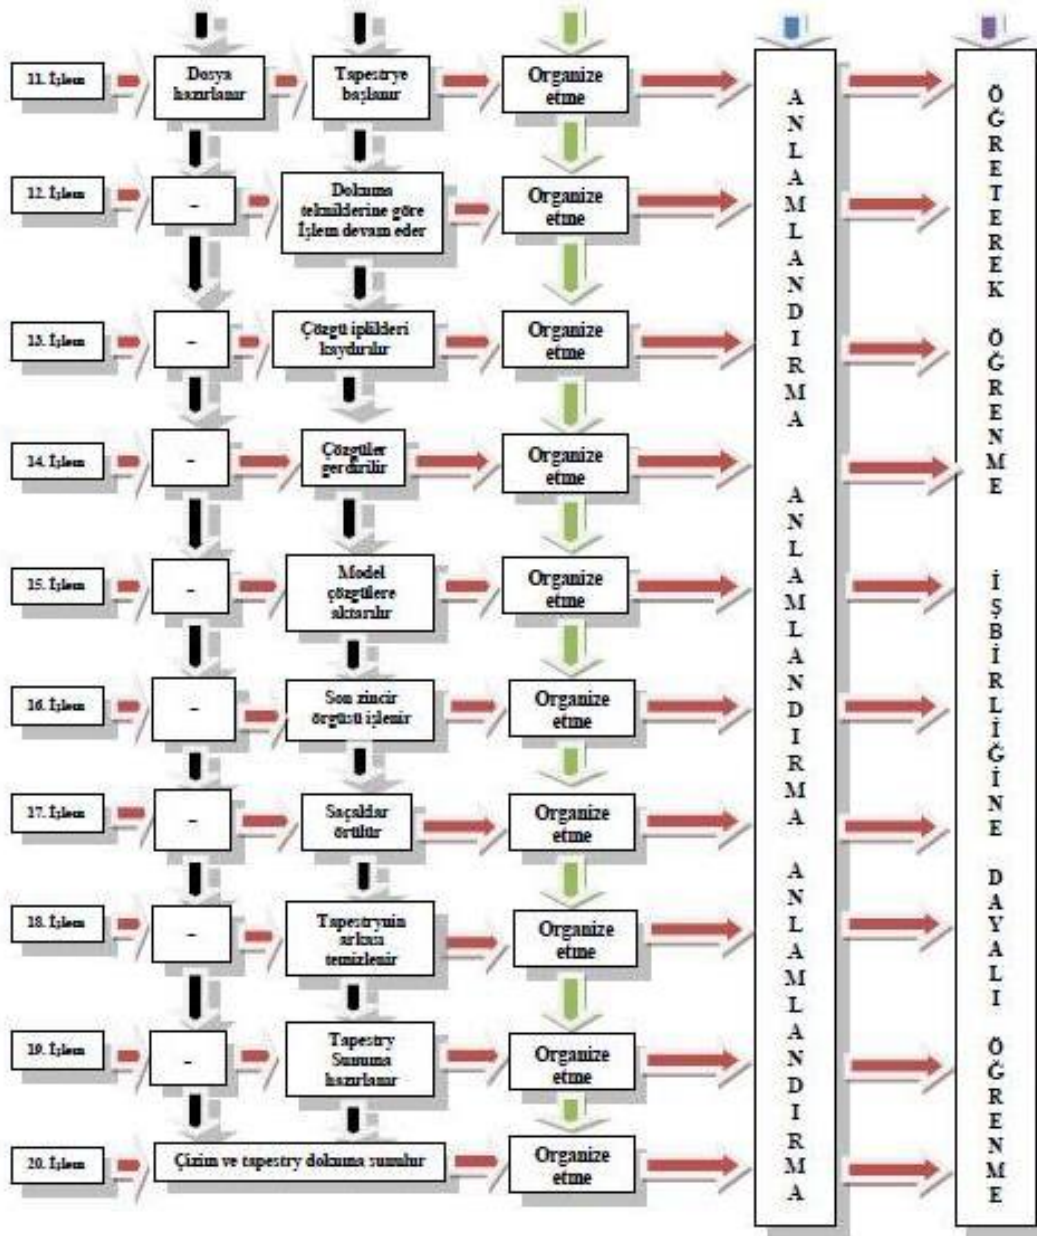 11. İşlem
Dosya
hazırlanır
Tapestrye
başlanır
Organize
etme
12. İşlem
-
Dokuma
tekniklerine göre
İşlem devam eder
Organize
etme
13. İşlem
-
Çözgü iplikleri
kaydırılır
Organize
etme
14. İşlem
-
Çözgüler
gerdirilir
Organize
etme
15. İşlem
-
Model
çözgülere
aktarılır
Organize
etme
16. İşlem
-
Son zincir
örgüsü işlenir
Organize
etme
17. İşlem
-
Saçaklar
örülür
Organize
etme
18. İşlem
-
Tapestrynin
arkası
temizlenir
Organize
etme
19. İşlem
-
Tapestry
Sunuma
hazırlanır
Organize
etme
20. İşlem
Çizim ve tapestry dokuma sunulur
Organize
etme
ANLAMLANDIRMA ANLAMLANDIRMA ANLAMLANDIRMA
ÖĞRETEREK ÖĞRENME İŞBİRLİĞİNE DAYALI ÖĞRENME